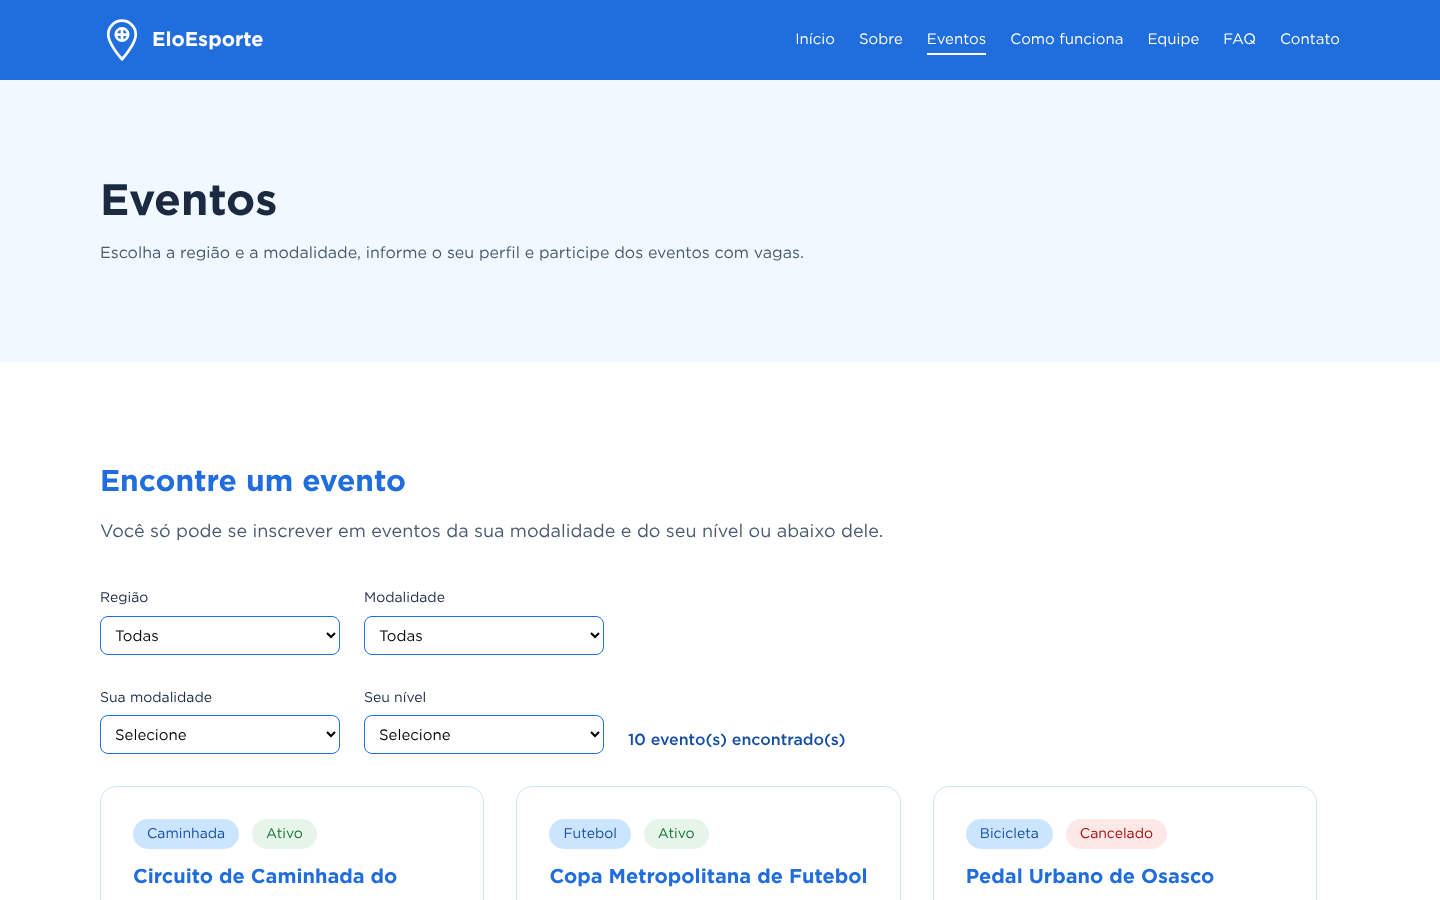 EloEsporte
Início Sobre Eventos Como funciona Equipe FAQ Contato
Eventos
Escolha a região e a modalidade, informe o seu perfil e participe dos eventos com vagas.
Encontre um evento
Você só pode se inscrever em eventos da sua modalidade e do seu nível ou abaixo dele.
Região Modalidade
Todas Todas
Sua modalidade Seu nível
Selecione Selecione 10 evento(s) encontrado(s)
Caminhada Ativo
Circuito de Caminhada do
Futebol Ativo
Copa Metropolitana de Futebol
Bicicleta Cancelado
Pedal Urbano de Osasco